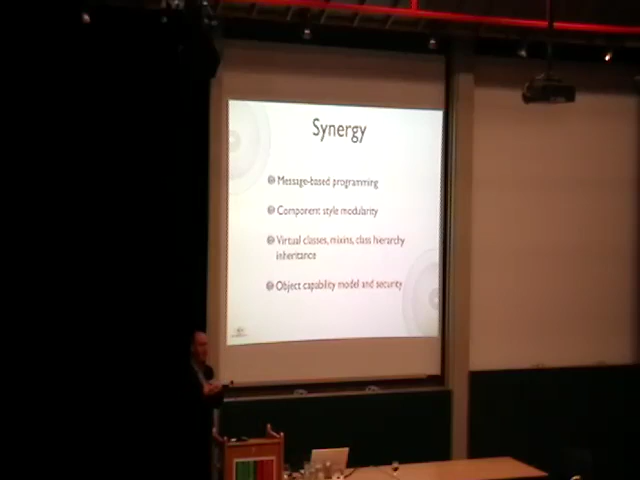 Synergy
Message-based programming
Component style modularity
Virtual classes, mixins, class hierarchy
inheritance
Object capability model and security